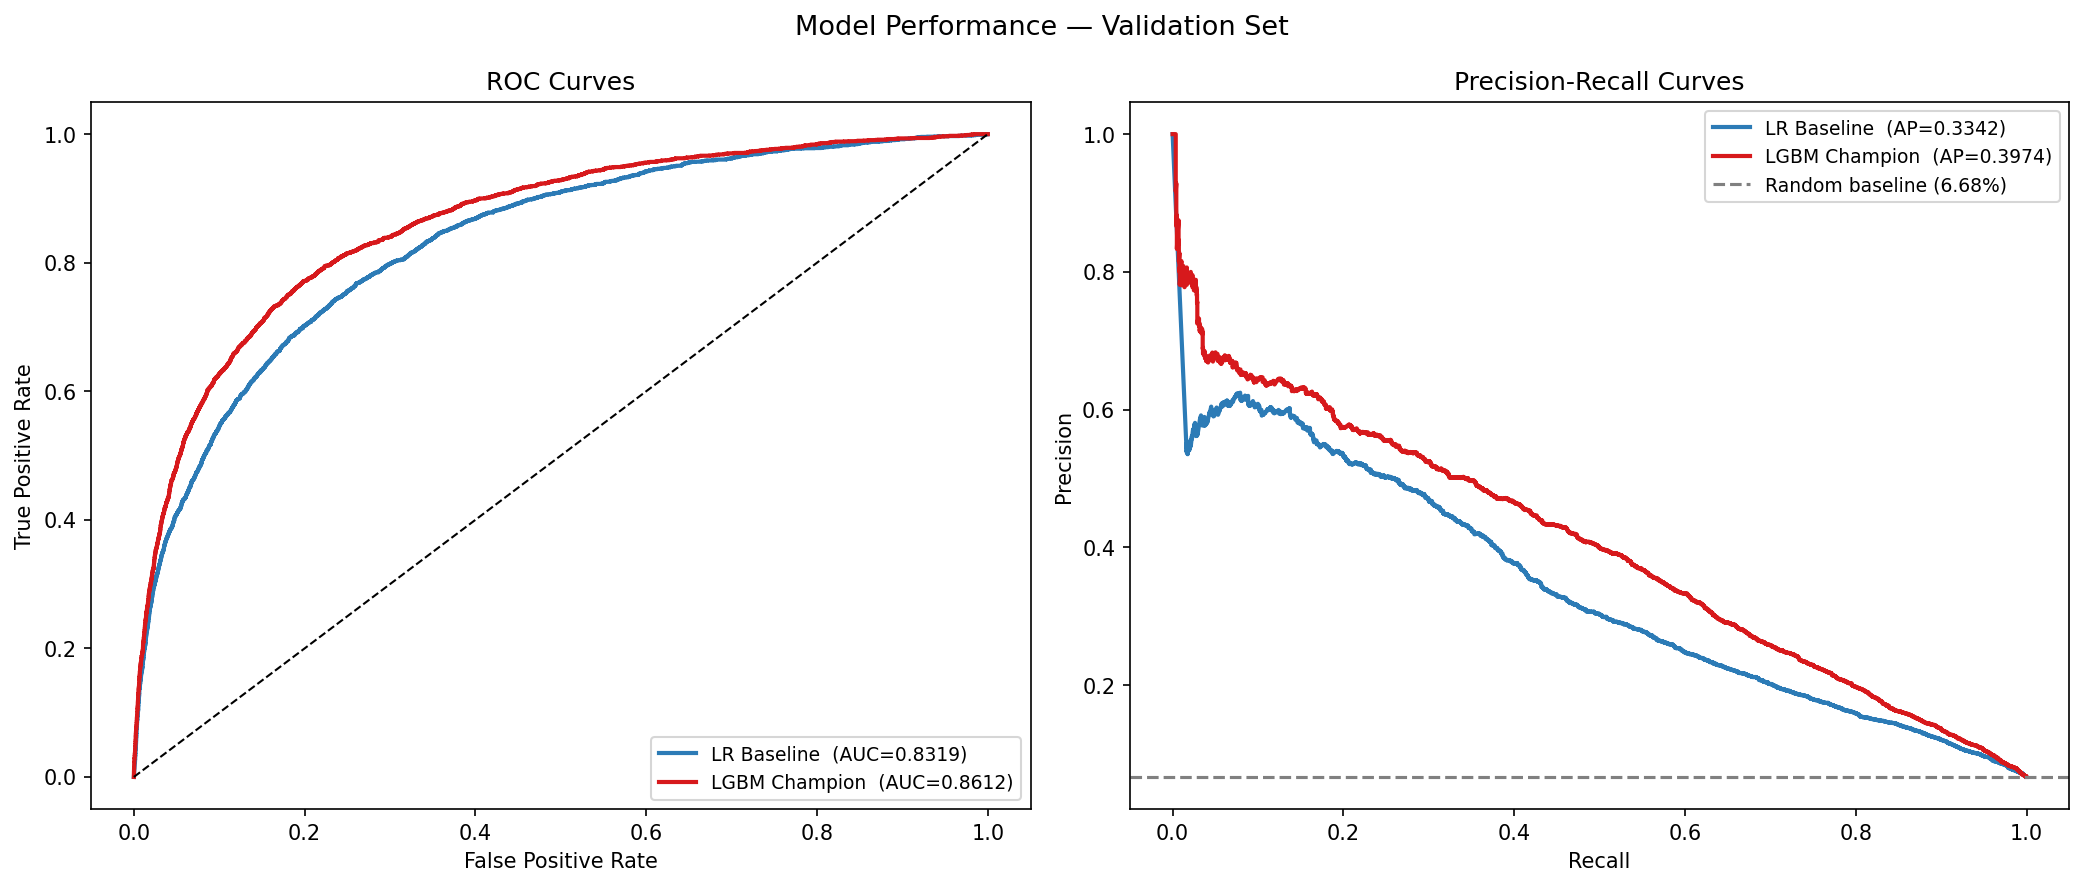 Model Performance — Validation Set
ROC Curves
True Positive Rate
1.0
0.8
0.6
0.4
0.2
0.0
0.0 0.2 0.4 0.6 0.8 1.0
False Positive Rate
LR Baseline (AUC=0.8319)
LGBM Champion (AUC=0.8612)
Precision-Recall Curves
Precision
1.0
0.8
0.6
0.4
0.2
0.0 0.2 0.4 0.6 0.8 1.0
Recall
LR Baseline (AP=0.3342)
LGBM Champion (AP=0.3974)
Random baseline (6.68%)